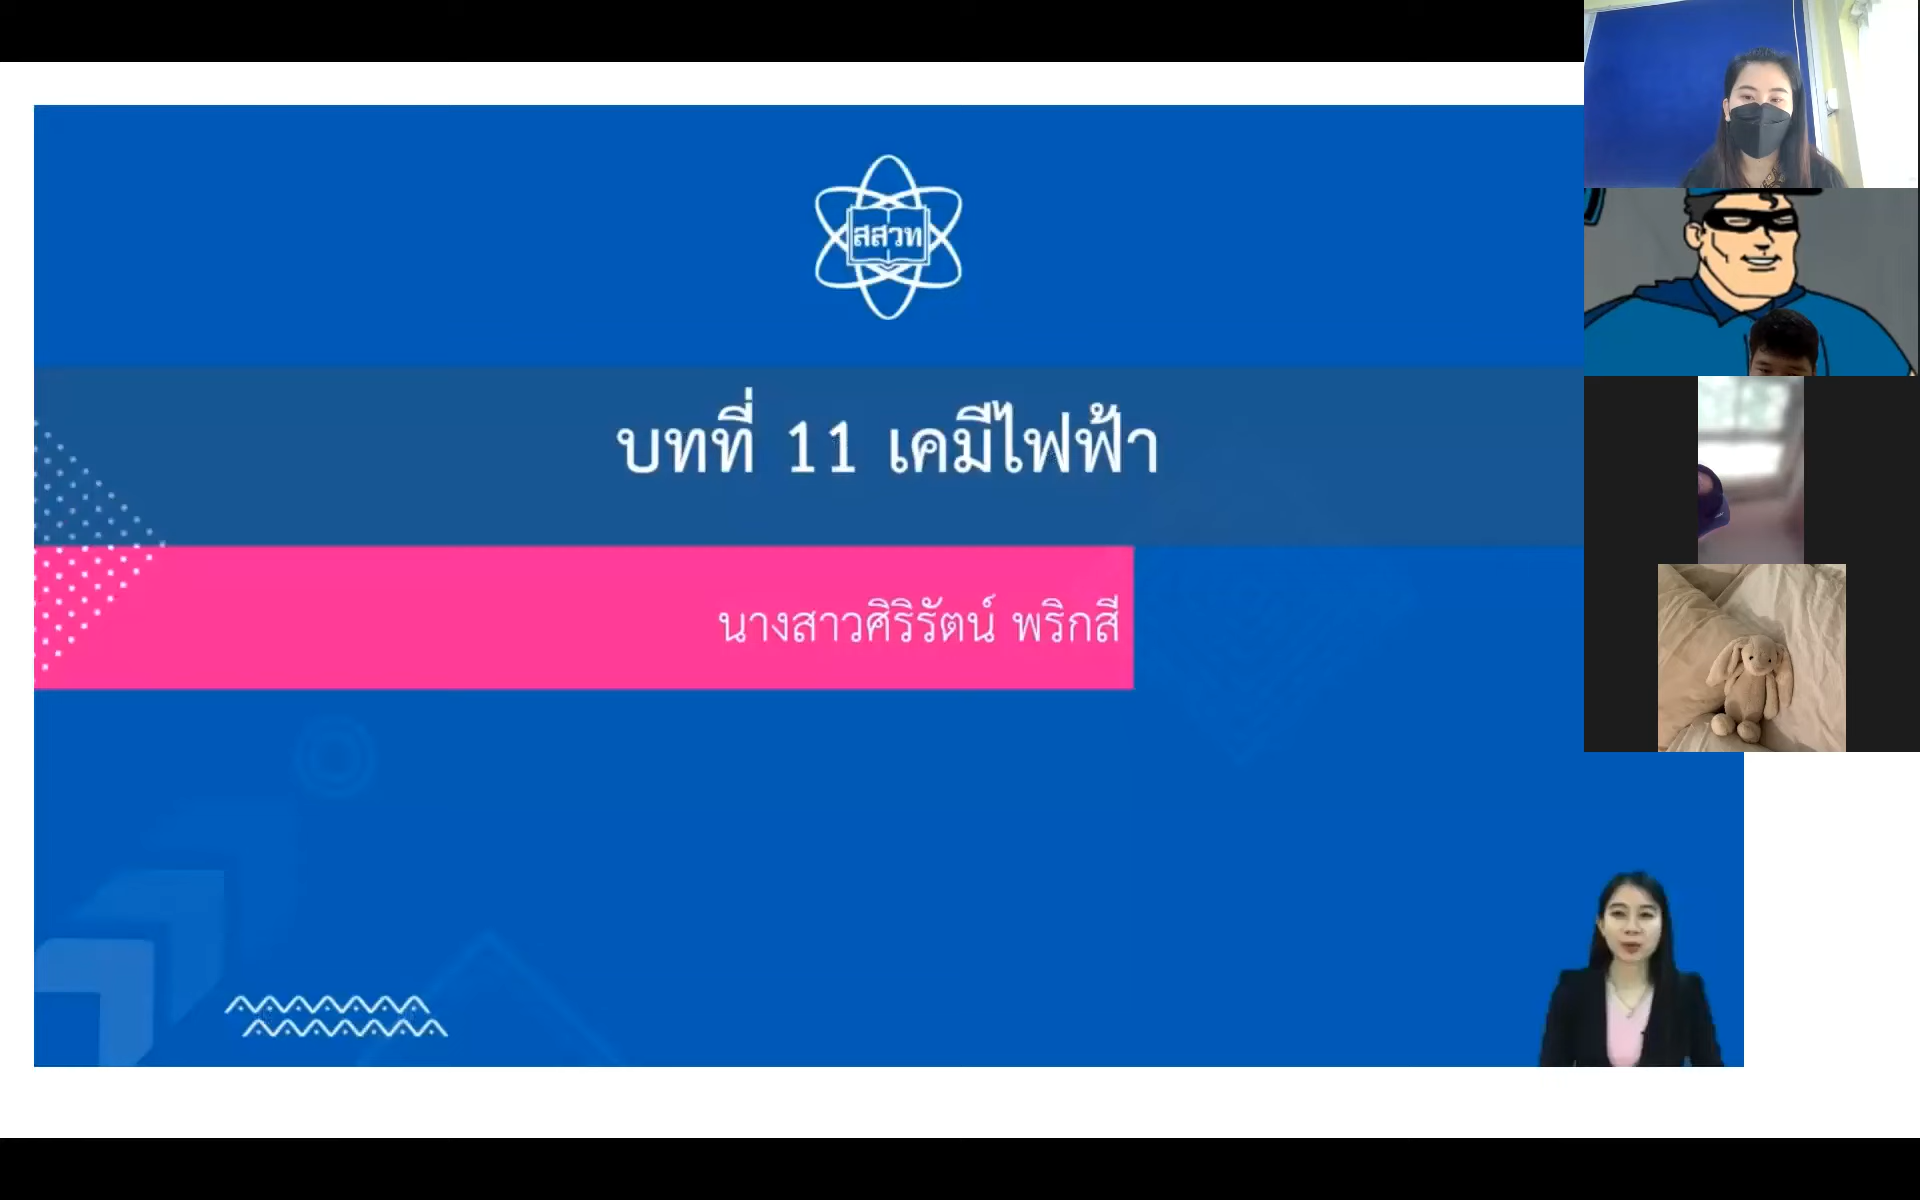 สสวท
บทที่ 11 เคมีไฟฟ้า
นางสาวศิริรัตน์ พริกสี